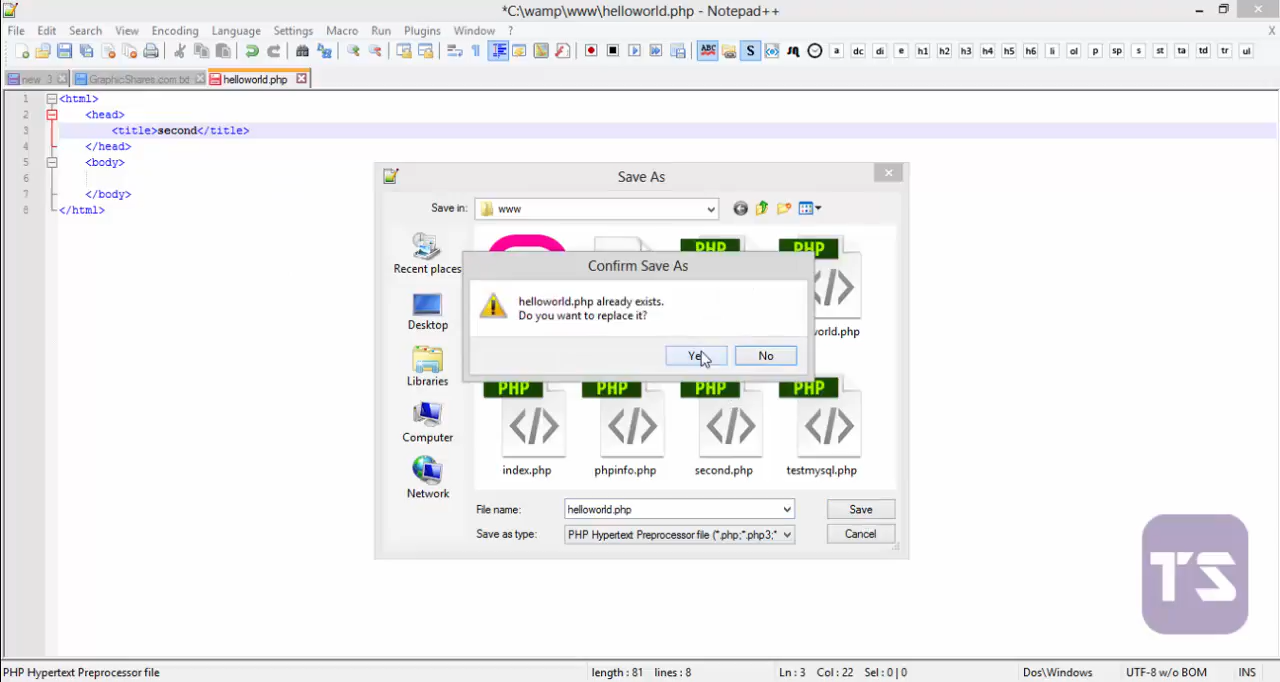 *C:\wamp\www\helloworld.php - Notepad++
File Edit Search View Encoding Language Settings Macro Run Plugins Window ? X
ABC S a dc di e h1 h2 h3 h4 h5 h6 li ol p sp s st ta td tr ul
new 3 GraphicShares.com.txt helloworld.php
1 <html>
2 <head>
3 <title>second</title>
4 </head>
5 <body>
6
7 </body>
8 </html>
Save As
Save in: www
Recent places
Desktop
Libraries
Computer
Network
PHP PHP
world.php
Confirm Save As
helloworld.php already exists.
Do you want to replace it?
Yes No
PHP PHP PHP PHP
index.php phpinfo.php second.php testmysql.php
File name: helloworld.php Save
Save as type: PHP Hypertext Preprocessor file (*.php;*.php3;* Cancel
TS
PHP Hypertext Preprocessor file length : 81 lines : 8 Ln : 3 Col : 22 Sel : 0 | 0 Dos\Windows UTF-8 w/o BOM INS